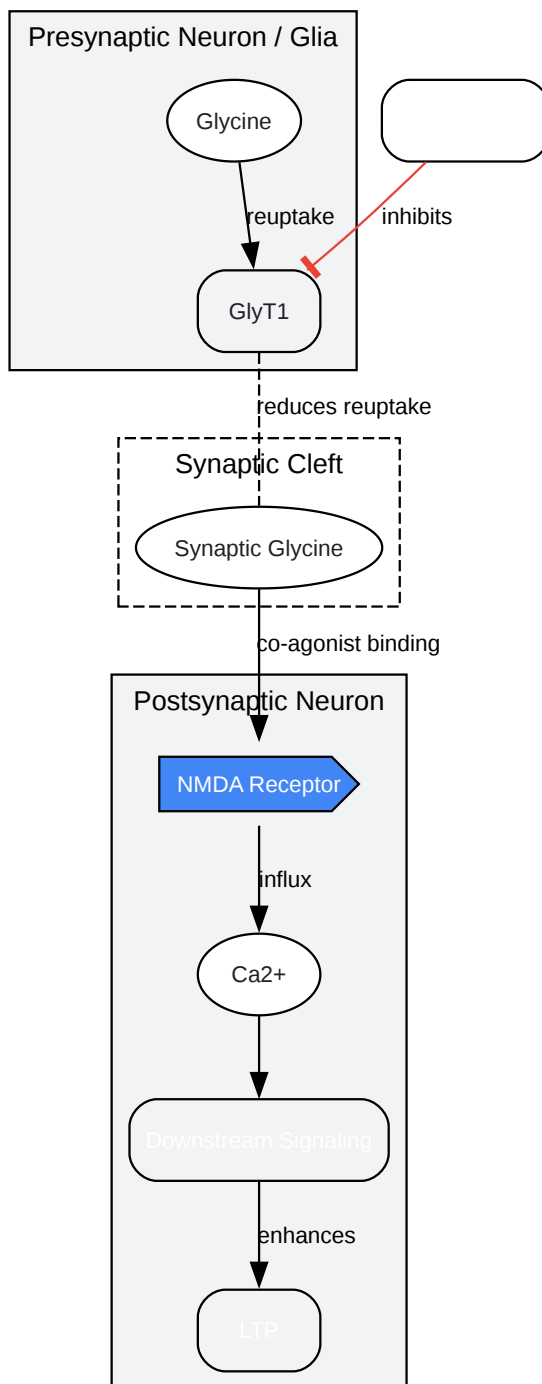 Presynaptic Neuron / Glia
Glycine
reuptake
inhibits
GlyT1
reduces reuptake
Synaptic Cleft
Synaptic Glycine
co-agonist binding
Postsynaptic Neuron
NMDA Receptor
influx
Ca2+
Downstream Signaling
enhances
LTP